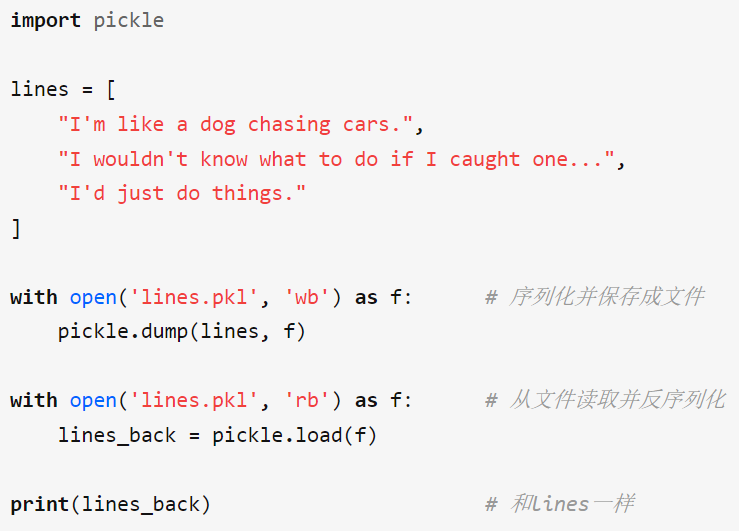 import pickle
lines = [
    "I'm like a dog chasing cars.",
    "I wouldn't know what to do if I caught one...",
    "I'd just do things."
]
with open('lines.pkl', 'wb') as f:      # 序列化并保存成文件
    pickle.dump(lines, f)
with open('lines.pkl', 'rb') as f:      # 从文件读取并反序列化
    lines_back = pickle.load(f)
print(lines_back)                       # 和lines一样